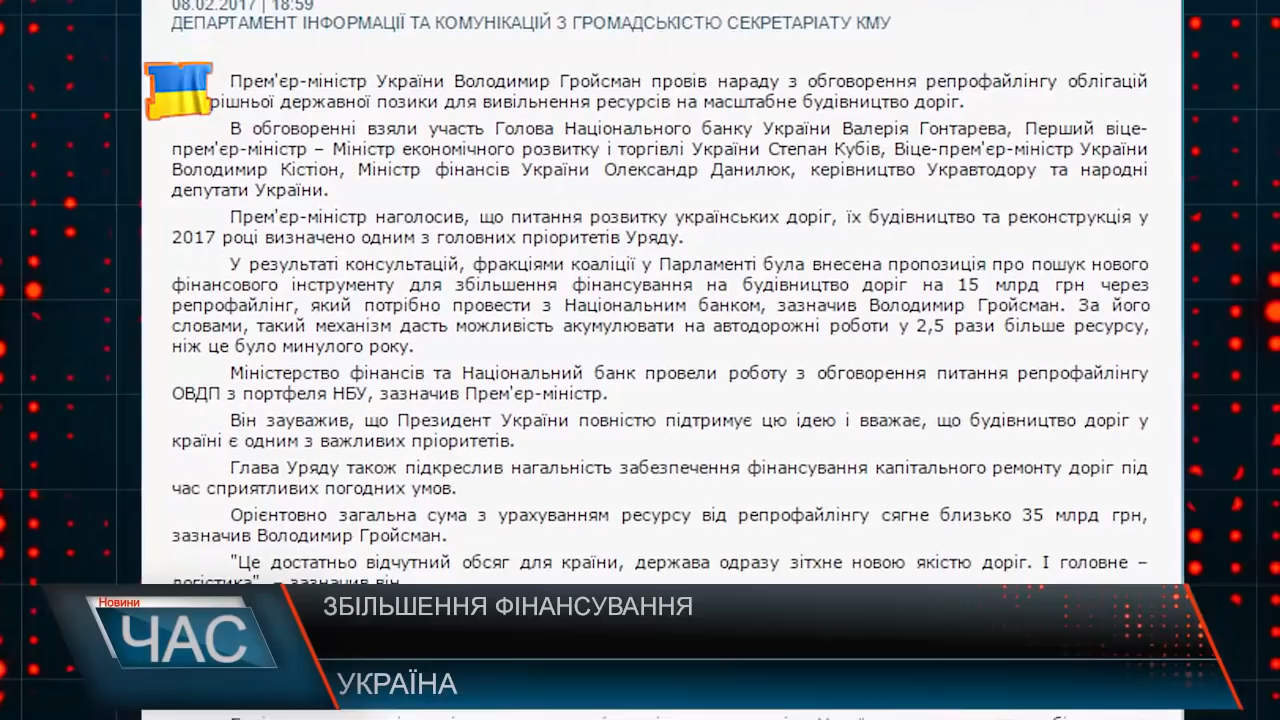 08.02.2017 | 18:59
ДЕПАРТАМЕНТ ІНФОРМАЦІЇ ТА КОМУНІКАЦІЙ З ГРОМАДСЬКІСТЮ СЕКРЕТАРІАТУ КМУ
Прем'єр-міністр України Володимир Гройсман провів нараду з обговорення репрофайлінгу облігацій
рішньої державної позики для вивільнення ресурсів на масштабне будівництво доріг.
В обговоренні взяли участь Голова Національного банку України Валерія Гонтарева, Перший віце-
прем'єр-міністр – Міністр економічного розвитку і торгівлі України Степан Кубів, Віце-прем'єр-міністр України
Володимир Кістіон, Міністр фінансів України Олександр Данилюк, керівництво Укравтодору та народні
депутати України.
Прем'єр-міністр наголосив, що питання розвитку українських доріг, їх будівництво та реконструкція у
2017 році визначено одним з головних пріоритетів Уряду.
У результаті консультацій, фракціями коаліції у Парламенті була внесена пропозиція про пошук нового
фінансового інструменту для збільшення фінансування на будівництво доріг на 15 млрд грн через
репрофайлінг, який потрібно провести з Національним банком, зазначив Володимир Гройсман. За його
словами, такий механізм дасть можливість акумулювати на автодорожні роботи у 2,5 рази більше ресурсу,
ніж це було минулого року.
Міністерство фінансів та Національний банк провели роботу з обговорення питання репрофайлінгу
ОВДП з портфеля НБУ, зазначив Прем'єр-міністр.
Він зауважив, що Президент України повністю підтримує цю ідею і вважає, що будівництво доріг у
країні є одним з важливих пріоритетів.
Глава Уряду також підкреслив нагальність забезпечення фінансування капітального ремонту доріг під
час сприятливих погодних умов.
Орієнтовно загальна сума з урахуванням ресурсу від репрофайлінгу сягне близько 35 млрд грн,
зазначив Володимир Гройсман.
"Це достатньо відчутний обсяг для країни, держава одразу зітхне новою якістю доріг. І головне –
логістика", – зазначив він.
Новини
ЧАС
ЗБІЛЬШЕННЯ ФІНАНСУВАННЯ
УКРАЇНА